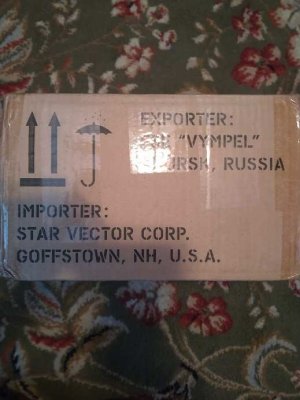 EXPORTER:
"VYMPEL"
RUSSIA
IMPORTER:
STAR VECTOR CORP.
GOFFSTOWN, NH, U.S.A.